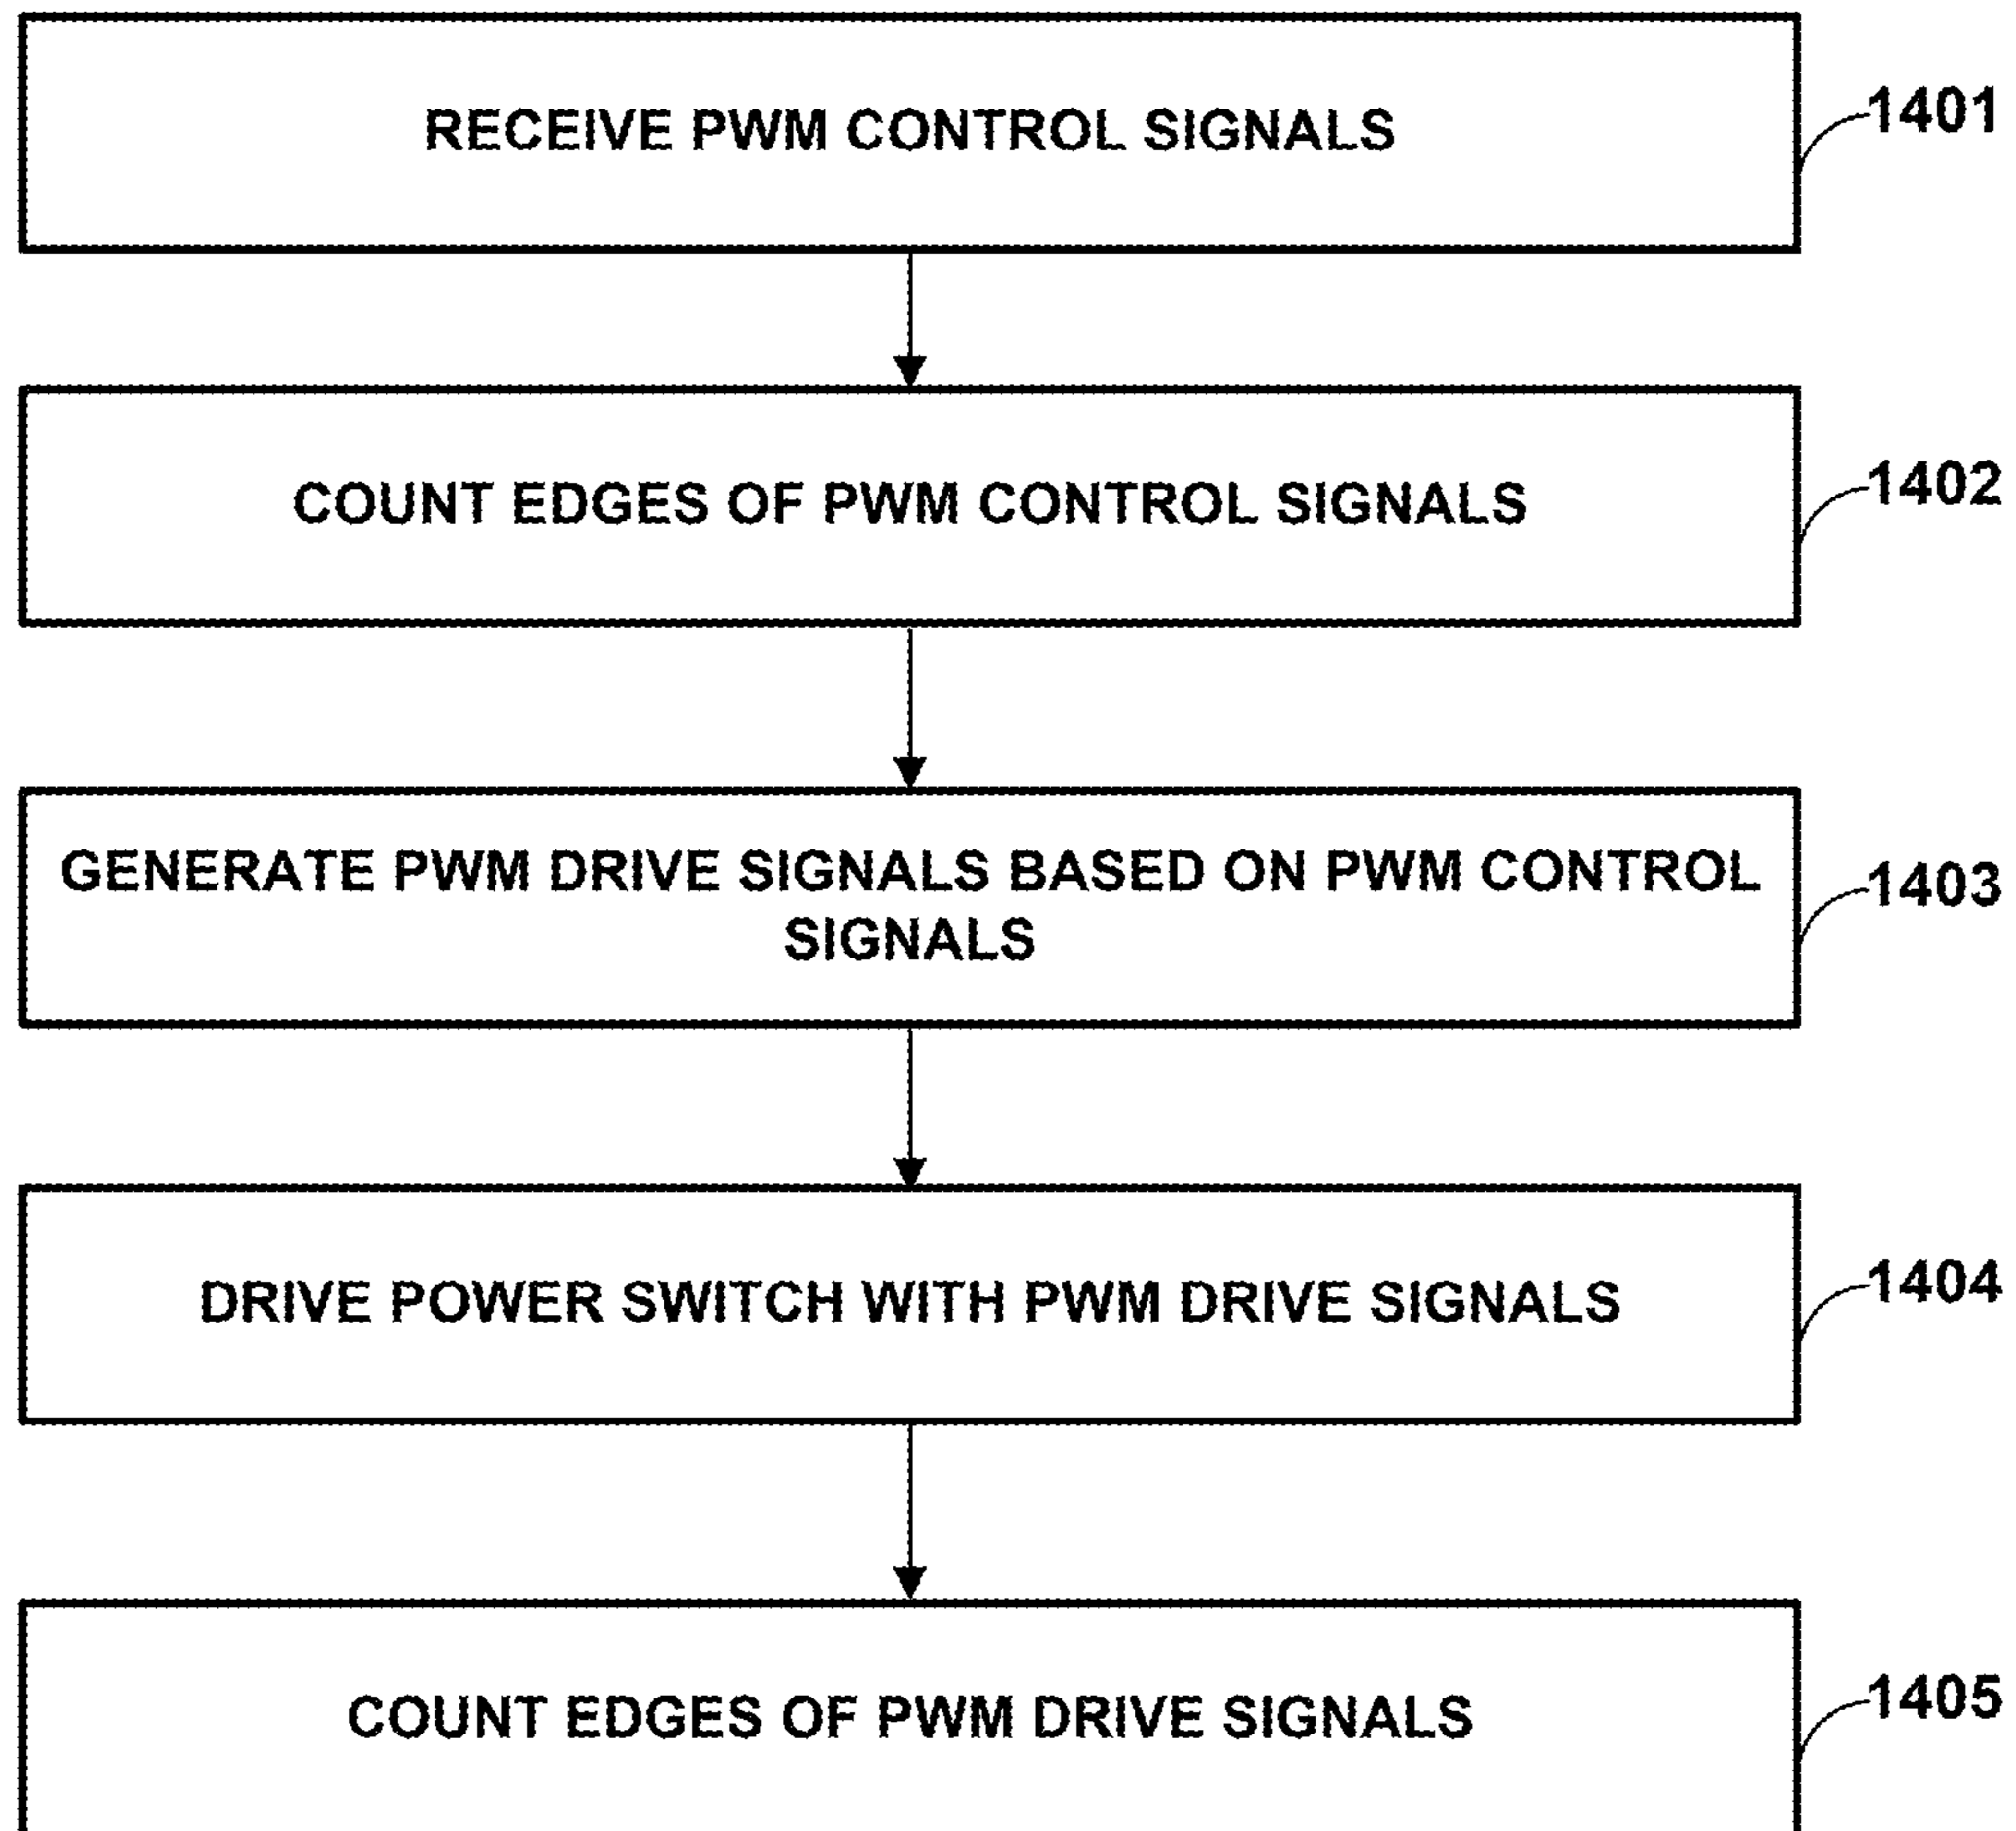 RECEIVE PWM CONTROL SIGNALS
1401
COUNT EDGES OF PWM CONTROL SIGNALS
1402
GENERATE PWM DRIVE SIGNALS BASED ON PWM CONTROL
SIGNALS
1403
DRIVE POWER SWITCH WITH PWM DRIVE SIGNALS
1404
COUNT EDGES OF PWM DRIVE SIGNALS
1405